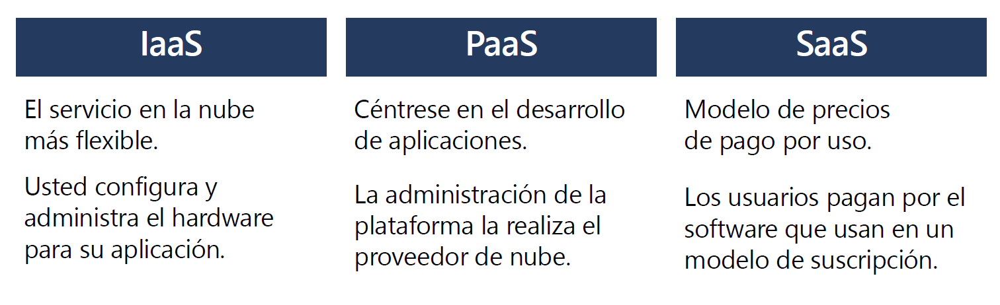 IaaS
El servicio en la nube
más flexible.
Usted configura y
administra el hardware
para su aplicación.
PaaS
Céntrese en el desarrollo
de aplicaciones.
La administración de la
plataforma la realiza el
proveedor de nube.
SaaS
Modelo de precios
de pago por uso.
Los usuarios pagan por el
software que usan en un
modelo de suscripción.